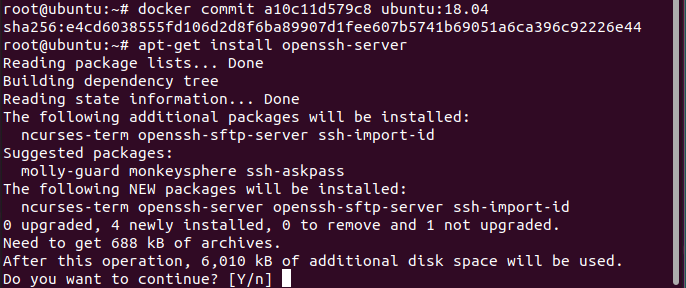 root@ubuntu:~# docker commit a10c11d579c8 ubuntu:18.04
sha256:e4cd6038555fd106d2d8f6ba89907d1fee607b5741b69051a6ca396c92226e44
root@ubuntu:~# apt-get install openssh-server
Reading package lists... Done
Building dependency tree
Reading state information... Done
The following additional packages will be installed:
  ncurses-term openssh-sftp-server ssh-import-id
Suggested packages:
  molly-guard monkeysphere ssh-askpass
The following NEW packages will be installed:
  ncurses-term openssh-server openssh-sftp-server ssh-import-id
0 upgraded, 4 newly installed, 0 to remove and 1 not upgraded.
Need to get 688 kB of archives.
After this operation, 6,010 kB of additional disk space will be used.
Do you want to continue? [Y/n]